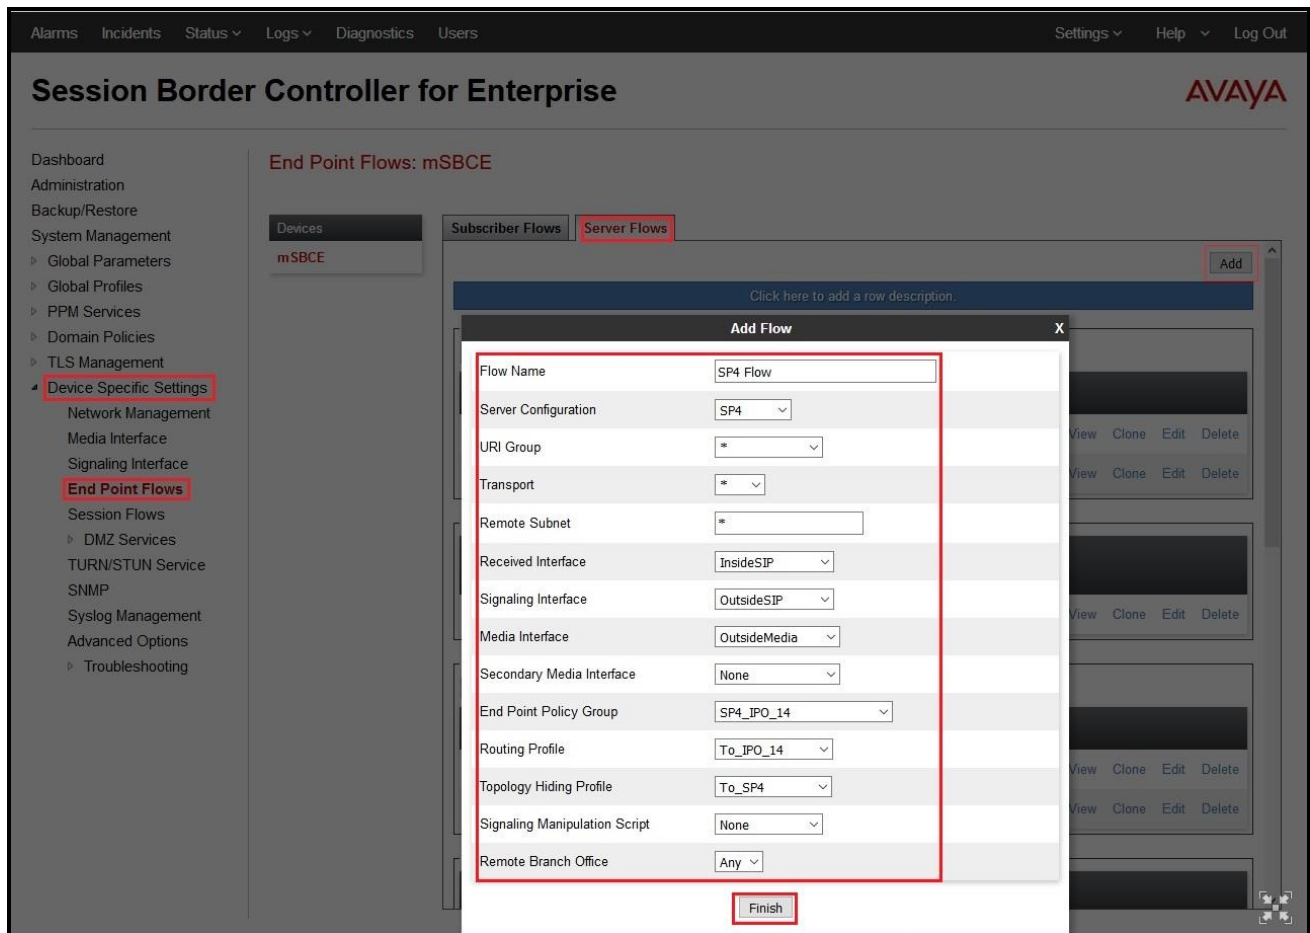 Alarms Incidents Status Logs Diagnostics Users Settings Help Log Out
Session Border Controller for Enterprise
AVAYA
Dashboard
Administration
Backup/Restore
System Management
Global Parameters
Global Profiles
PPM Services
Domain Policies
TLS Management
Device Specific Settings
Network Management
Media Interface
Signaling Interface
End Point Flows
Session Flows
DMZ Services
TURN/STUN Service
SNMP
Syslog Management
Advanced Options
Troubleshooting
End Point Flows: mSBCE
Devices
mSBCE
Subscriber Flows Server Flows
Add
Click here to add a row description.
Add Flow X
Flow Name SP4 Flow
Server Configuration SP4
URI Group *
Transport *
Remote Subnet *
Received Interface InsideSIP
Signaling Interface OutsideSIP
Media Interface OutsideMedia
Secondary Media Interface None
End Point Policy Group SP4_IPO_14
Routing Profile To_IPO_14
Topology Hiding Profile To_SP4
Signaling Manipulation Script None
Remote Branch Office Any
Finish
View Clone Edit Delete
View Clone Edit Delete
View Clone Edit Delete
View Clone Edit Delete
View Clone Edit Delete